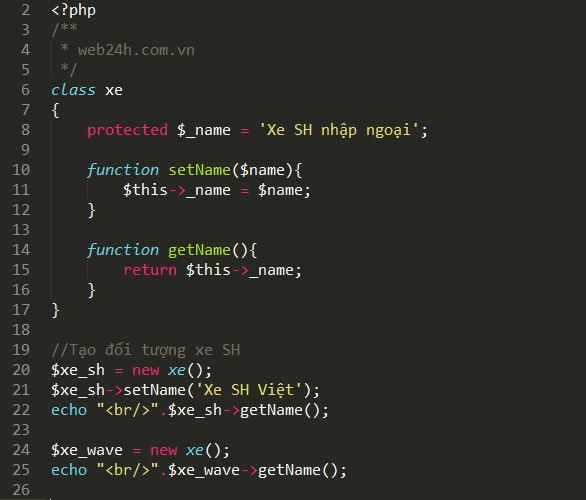 2 <?php
3 /**
4  * web24h.com.vn
5  */
6 class xe
7 {
8     protected $_name = 'Xe SH nhập ngoại';
9
10     function setName($name){
11         $this->_name = $name;
12     }
13
14     function getName(){
15         return $this->_name;
16     }
17 }
18
19 //Tạo đối tượng xe SH
20 $xe_sh = new xe();
21 $xe_sh->setName('Xe SH Việt');
22 echo "<br/>".$xe_sh->getName();
23
24 $xe_wave = new xe();
25 echo "<br/>".$xe_wave->getName();
26